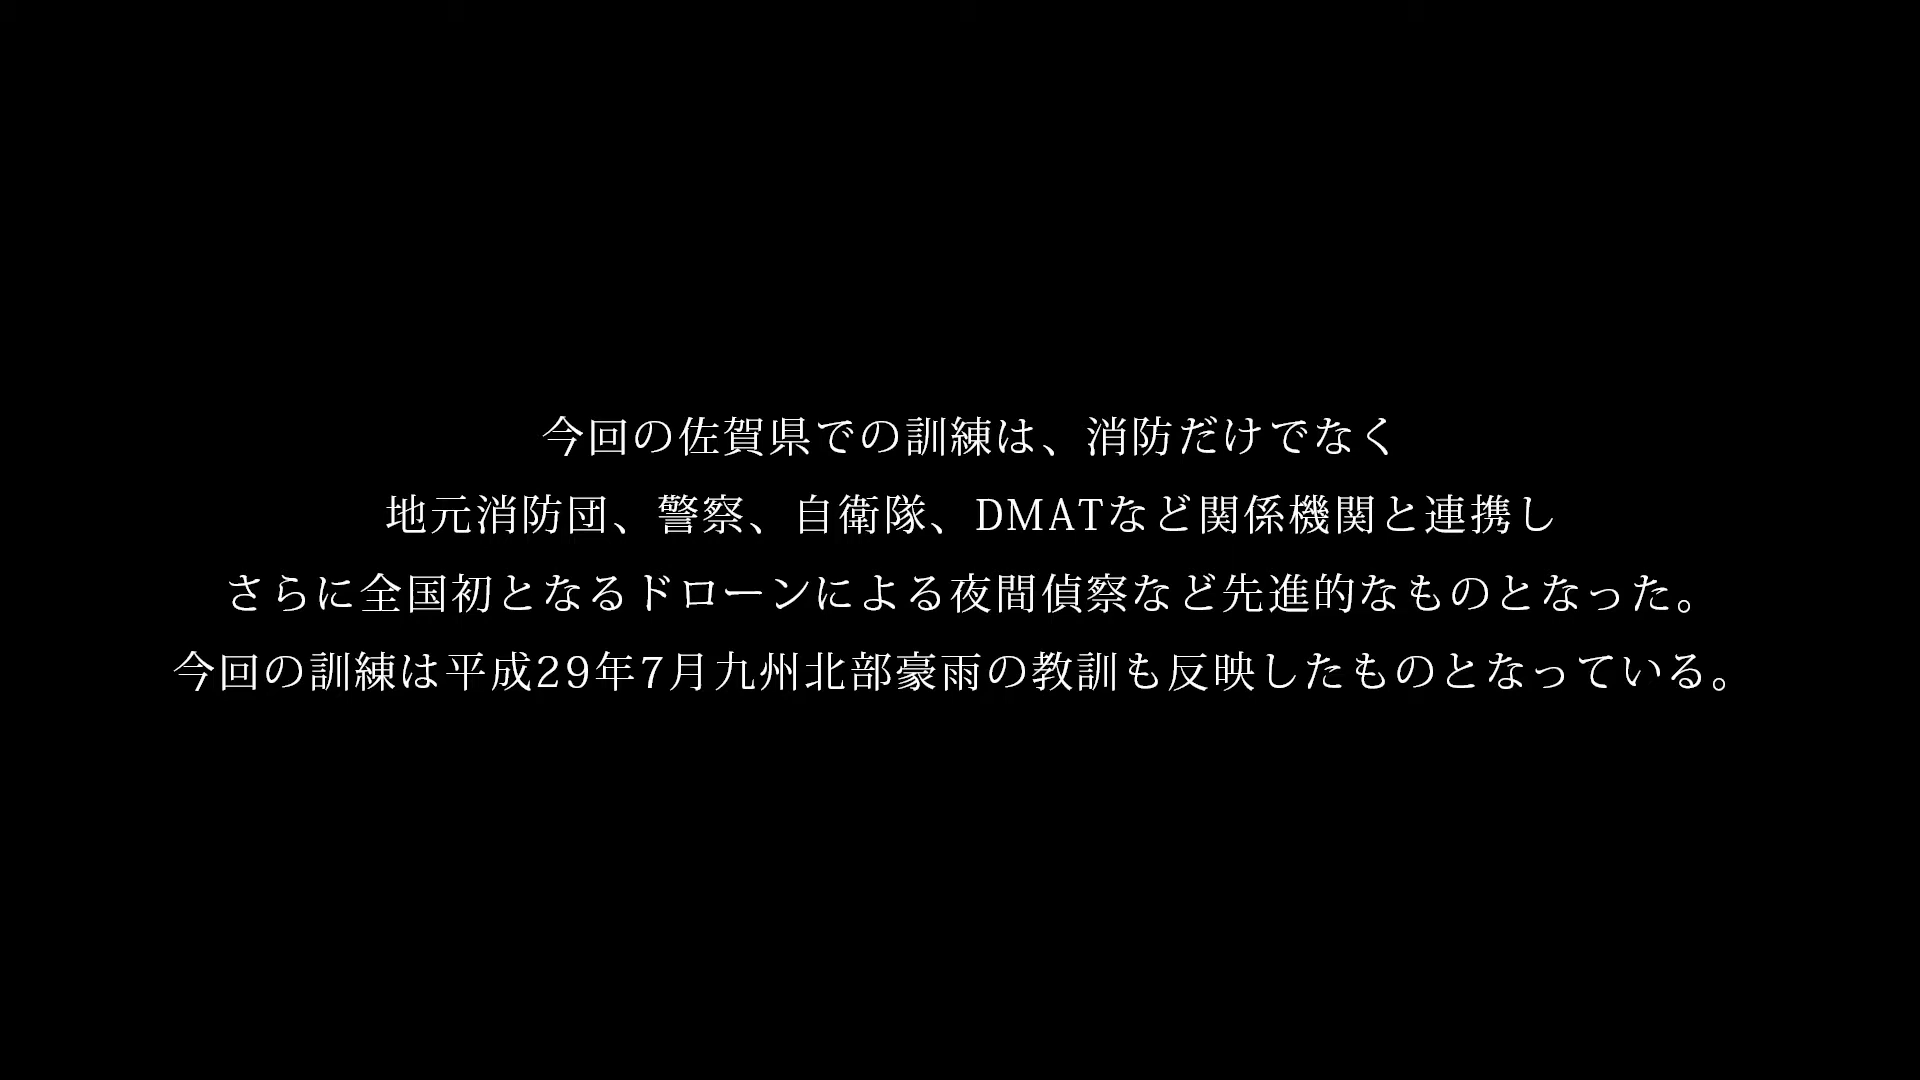 今回の佐賀県での訓練は、消防だけでなく
地元消防団、警察、自衛隊、DMATなど関係機関と連携し
さらに全国初となるドローンによる夜間偵察など先進的なものとなった。
今回の訓練は平成29年7月九州北部豪雨の教訓も反映したものとなっている。